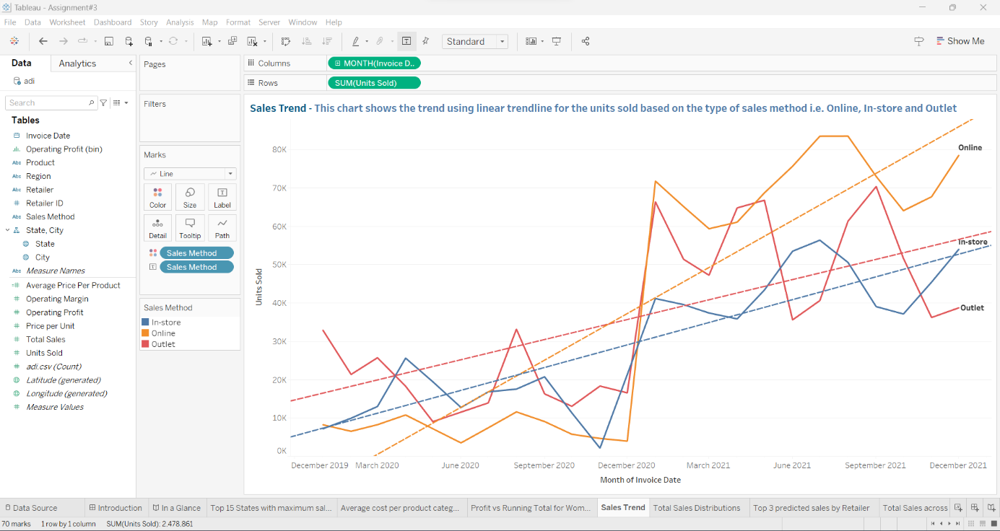 Tableau - Assignment#3
File Data Worksheet Dashboard Story Analysis Map Format Server Window Help
Standard
Show Me
Data
Analytics
adi
Search
Tables
Invoice Date
Operating Profit (bin)
Abc Product
Abc Region
Abc Retailer
# Retailer ID
Abc Sales Method
State, City
State
City
Abc Measure Names
=# Average Price Per Product
# Operating Margin
# Operating Profit
# Price per Unit
# Total Sales
# Units Sold
# adi.csv (Count)
Latitude (generated)
Longitude (generated)
# Measure Values
Pages
Filters
Marks
Line
Color Size Label
Detail Tooltip Path
Sales Method
Sales Method
Sales Method
In-store
Online
Outlet
Columns
MONTH(Invoice D..
Rows
SUM(Units Sold)
Sales Trend - This chart shows the trend using linear trendline for the units sold based on the type of sales method i.e. Online, In-store and Outlet
Units Sold
80K
70K
60K
50K
40K
30K
20K
10K
0K
Online
In-store
Outlet
December 2019 March 2020 June 2020 September 2020 December 2020 March 2021 June 2021 September 2021 December 2021
Month of Invoice Date
Data Source Introduction In a Glance Top 15 States with maximum sal... Average cost per product categ... Profit vs Running Total for Wom... Sales Trend Total Sales Distributions Top 3 predicted sales by Retailer Total Sales across
70 marks 1 row by 1 column SUM(Units Sold): 2.478.861